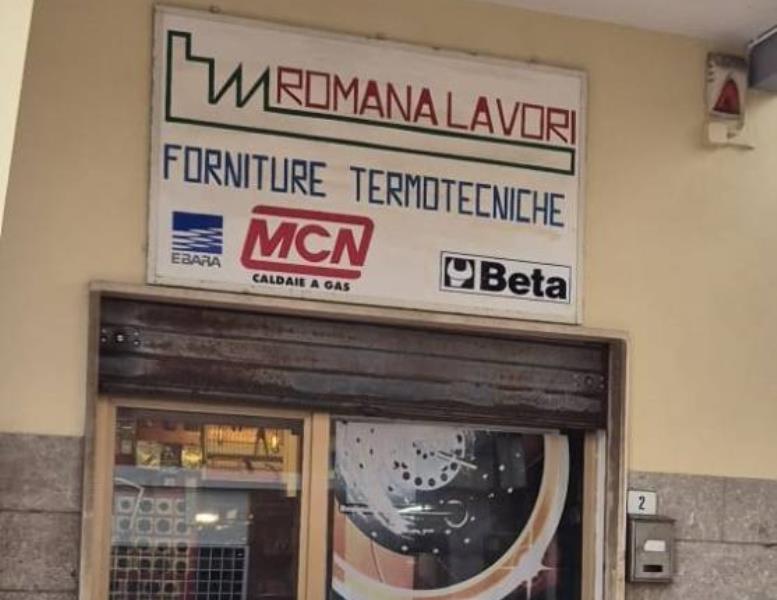 ROMANA LAVORI
FORNITURE TERMOTECNICHE
EBARA
MCN
CALDAIE A GAS
Beta
2